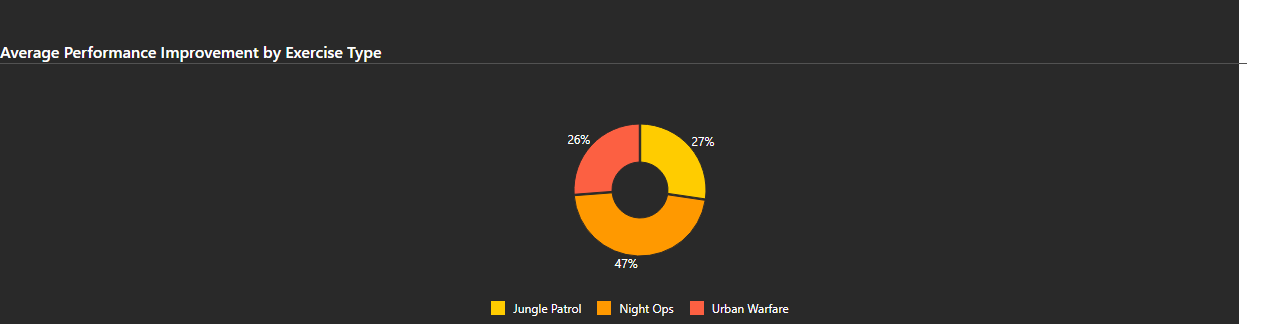 Average Performance Improvement by Exercise Type
26%
27%
47%
Jungle Patrol Night Ops Urban Warfare